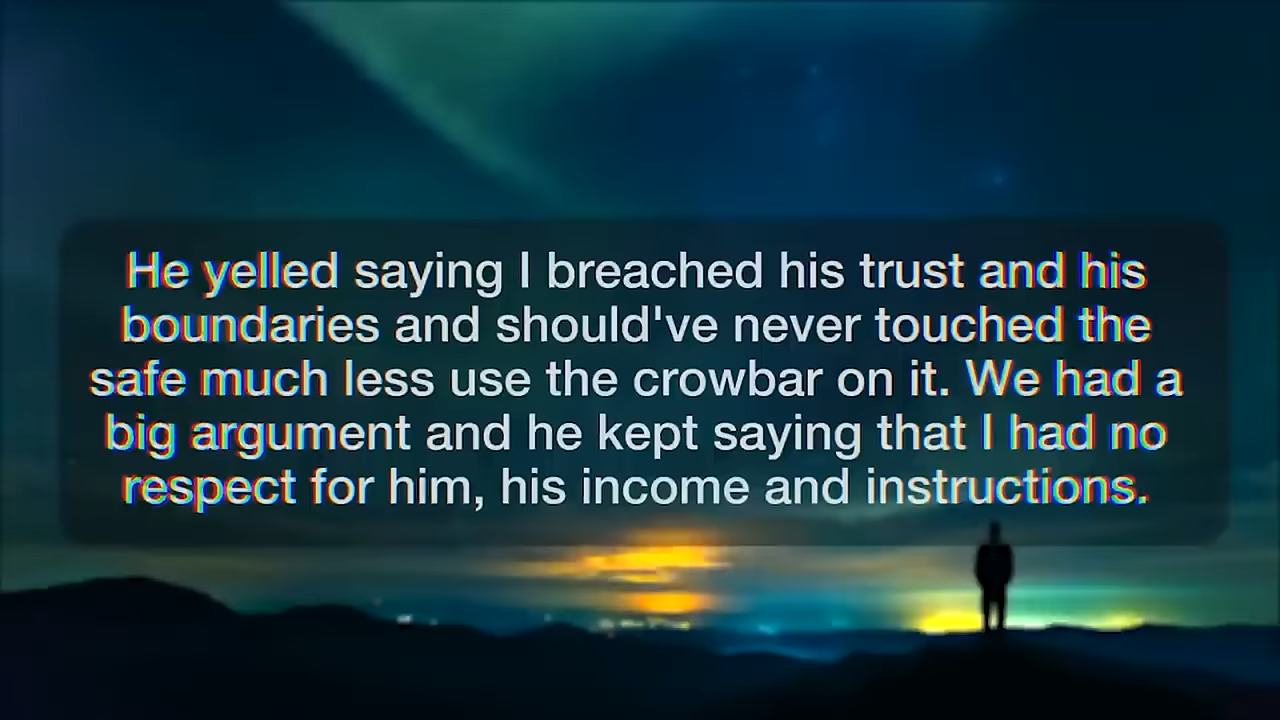 He yelled saying I breached his trust and his
boundaries and should've never touched the
safe much less use the crowbar on it. We had a
big argument and he kept saying that I had no
respect for him, his income and instructions.